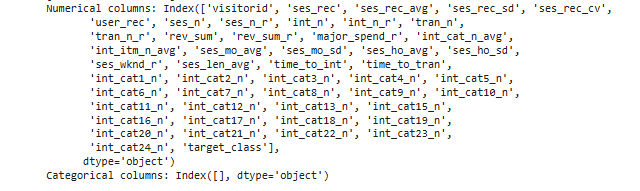 Numerical columns: Index(['visitorid', 'ses_rec', 'ses_rec_avg', 'ses_rec_sd', 'ses_rec_cv',
'user_rec', 'ses_n', 'ses_n_r', 'int_n', 'int_n_r', 'tran_n',
'tran_n_r', 'rev_sum', 'rev_sum_r', 'major_spend_r', 'int_cat_n_avg',
'int_itm_n_avg', 'ses_mo_avg', 'ses_mo_sd', 'ses_ho_avg', 'ses_ho_sd',
'ses_wknd_r', 'ses_len_avg', 'time_to_int', 'time_to_tran',
'int_cat1_n', 'int_cat2_n', 'int_cat3_n', 'int_cat4_n', 'int_cat5_n',
'int_cat6_n', 'int_cat7_n', 'int_cat8_n', 'int_cat9_n', 'int_cat10_n',
'int_cat11_n', 'int_cat12_n', 'int_cat13_n', 'int_cat15_n',
'int_cat16_n', 'int_cat17_n', 'int_cat18_n', 'int_cat19_n',
'int_cat20_n', 'int_cat21_n', 'int_cat22_n', 'int_cat23_n',
'int_cat24_n', 'target_class'],
dtype='object')
Categorical columns: Index([], dtype='object')